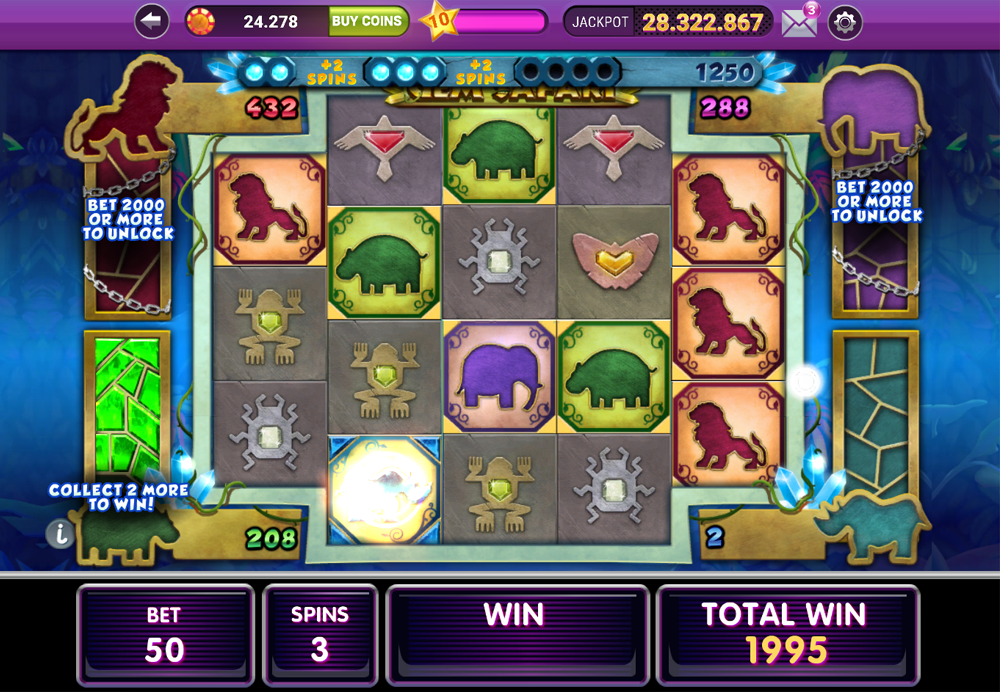 24.278
BUY COINS
10
JACKPOT
28.322.867
3
+2
SPINS
+2
SPINS
1250
GEM SAFARI
432
288
BET 2000
OR MORE
TO UNLOCK
BET 2000
OR MORE
TO UNLOCK
COLLECT 2 MORE
TO WIN!
i
208
2
BET
50
SPINS
3
WIN
TOTAL WIN
1995